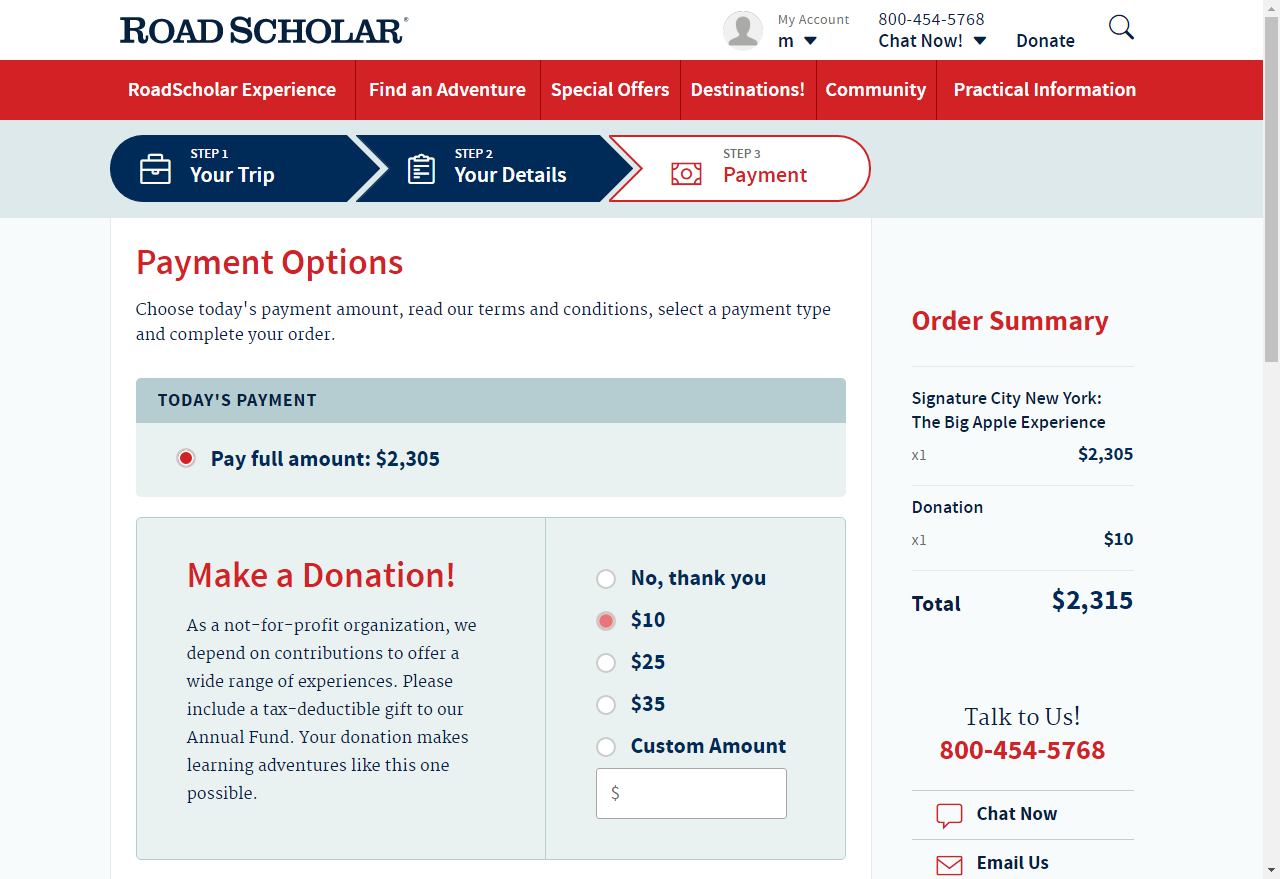 ROAD SCHOLAR®
My Account
m
800-454-5768
Chat Now!
Donate
RoadScholar Experience
Find an Adventure
Special Offers
Destinations!
Community
Practical Information
STEP 1
Your Trip
STEP 2
Your Details
STEP 3
Payment
Payment Options
Choose today's payment amount, read our terms and conditions, select a payment type
and complete your order.
TODAY'S PAYMENT
Pay full amount: $2,305
Make a Donation!
As a not-for-profit organization, we
depend on contributions to offer a
wide range of experiences. Please
include a tax-deductible gift to our
Annual Fund. Your donation makes
learning adventures like this one
possible.
No, thank you
$10
$25
$35
Custom Amount
$
Order Summary
Signature City New York:
The Big Apple Experience
x1 $2,305
Donation
x1 $10
Total $2,315
Talk to Us!
800-454-5768
Chat Now
Email Us